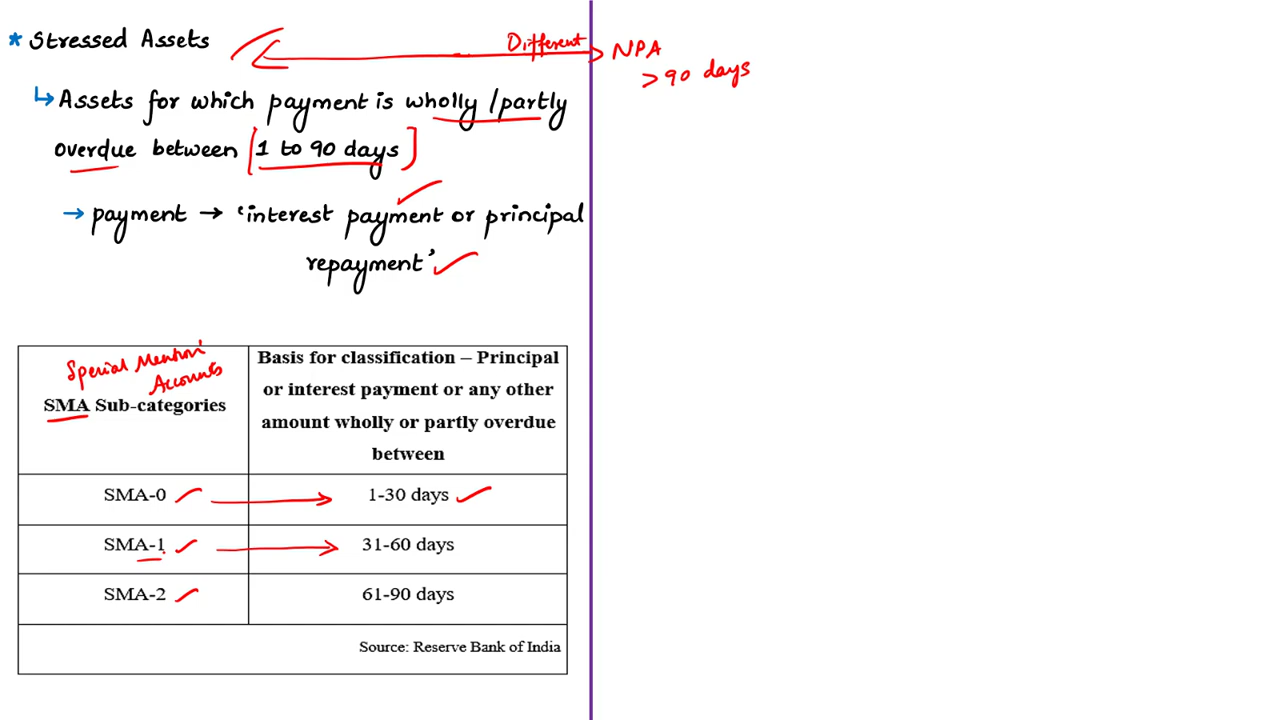 * Stressed Assets
Different
NPA
>90 days
↳ Assets for which payment is wholly /partly
overdue between [1 to 90 days]
→ payment → 'interest payment or principal
repayment'
Special Mention
Accounts
SMA Sub-categories
Basis for classification – Principal
or interest payment or any other
amount wholly or partly overdue
between
SMA-0
1-30 days
SMA-1
31-60 days
SMA-2
61-90 days
Source: Reserve Bank of India